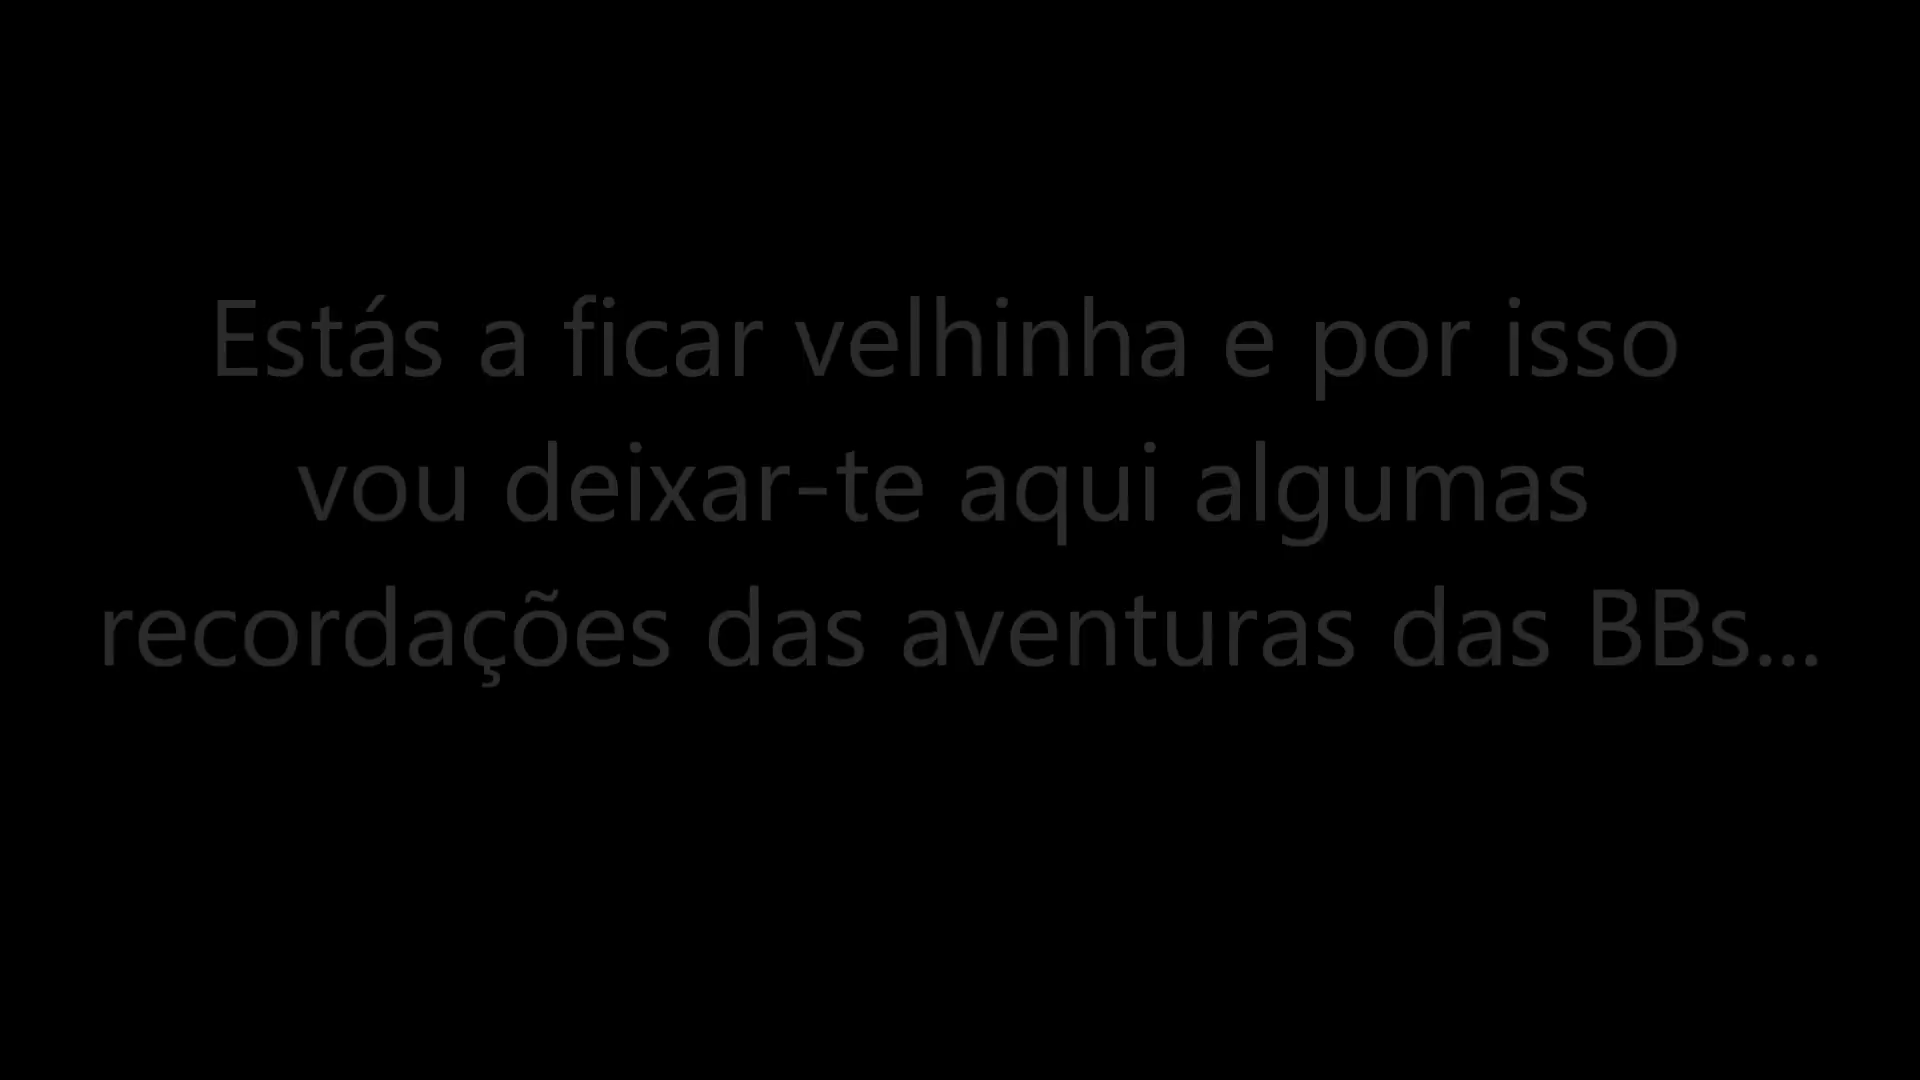 Estás a ficar velhinha e por isso
vou deixar-te aqui algumas
recordações das aventuras das BBs...